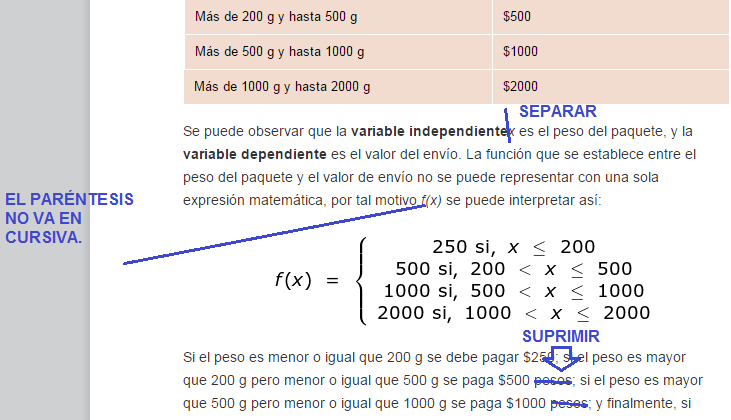 Más de 200 g y hasta 500 g $500
Más de 500 g y hasta 1000 g $1000
Más de 1000 g y hasta 2000 g $2000
SEPARAR
Se puede observar que la variable independientex es el peso del paquete, y la
variable dependiente es el valor del envío. La función que se establece entre el
peso del paquete y el valor de envío no se puede representar con una sola
expresión matemática, por tal motivo f(x) se puede interpretar así:
EL PARÉNTESIS
NO VA EN
CURSIVA.
250 si, x ≤ 200
500 si, 200 < x ≤ 500
f(x) =
1000 si, 500 < x ≤ 1000
2000 si, 1000 < x ≤ 2000
SUPRIMIR
Si el peso es menor o igual que 200 g se debe pagar $250; si el peso es mayor
que 200 g pero menor o igual que 500 g se paga $500 pesos; si el peso es mayor
que 500 g pero menor o igual que 1000 g se paga $1000 pesos; y finalmente, si